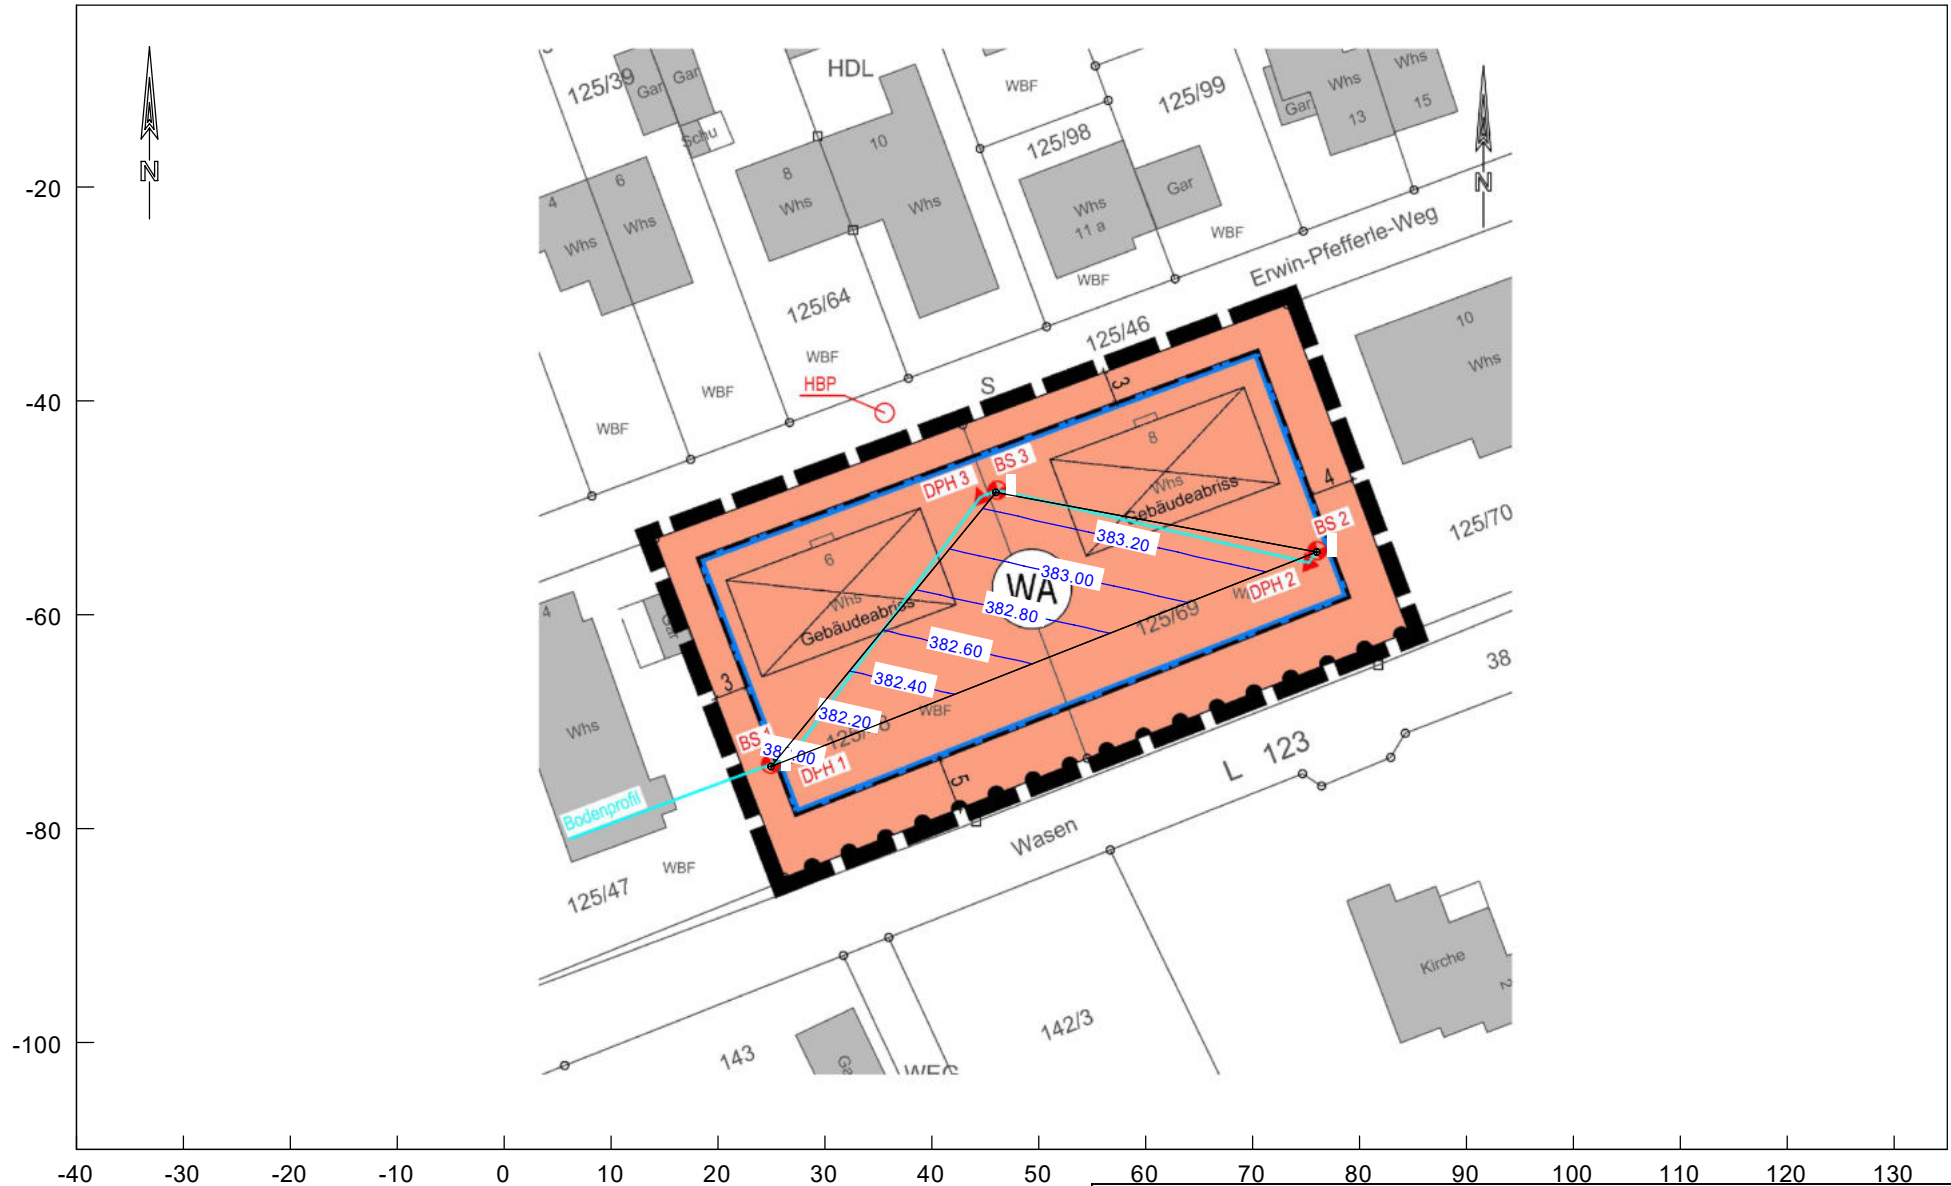 125/39
Gar
Gar
HDL
WBF
125/99
Whs
Whs
Gar
13
15
Schu
125/98
10
8
6
4
Whs
Whs
Whs
Whs
Whs
11 a
Gar
WBF
WBF
N
N
-20
Erwin-Pfefferle-Weg
125/64
125/46
10
Whs
WBF
HBP
WBF
WBF
S
3
-40
8
BS 3
DPH 3
Whs
Gebäudeabriss
4
BS 2
125/70
383.20
6
383.00
WA
DPH 2
Whs
Gebäudeabriss
382.80
125/69
-60
4
382.60
38
3
382.40
WBF
382.20
Whs
DPH 1
L 123
5
Bodenprofil
-80
Wasen
WBF
125/47
Kirche
2
142/3
143
WEG
-100
-40 -30 -20 -10 0 10 20 30 40 50 60 70 80 90 100 110 120 130